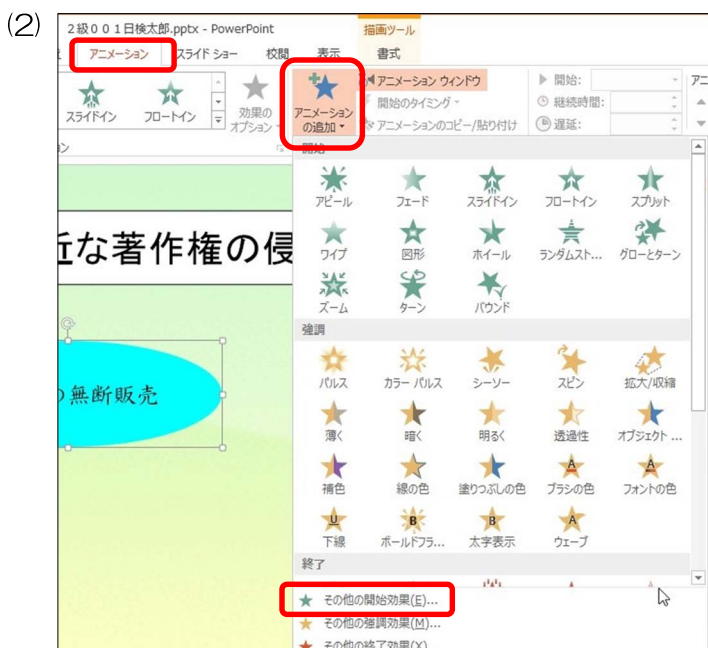 (2)
2級001日検太郎.pptx - PowerPoint
描画ツール
アニメーション スライド ショー 校閲 表示 書式
スライドイン フロートイン 効果の オプション
アニメーション の追加
アニメーション ウィンドウ
開始のタイミング
アニメーションのコピー/貼り付け
開始:
継続時間:
遅延:
開始
アピール フェード スライドイン フロートイン スプリット
ワイプ 図形 ホイール ランダムスト... グローとターン
ズーム ターン バウンド
強調
パルス カラー パルス シーソー スピン 拡大/収縮
薄く 暗く 明るく 透過性 オブジェクト ...
補色 線の色 塗りつぶしの色 ブラシの色 フォントの色
下線 ボールドフラ... 太字表示 ウェーブ
終了
その他の開始効果(E)...
その他の強調効果(M)...
その他の終了効果(X)
近な著作権の侵
無断販売